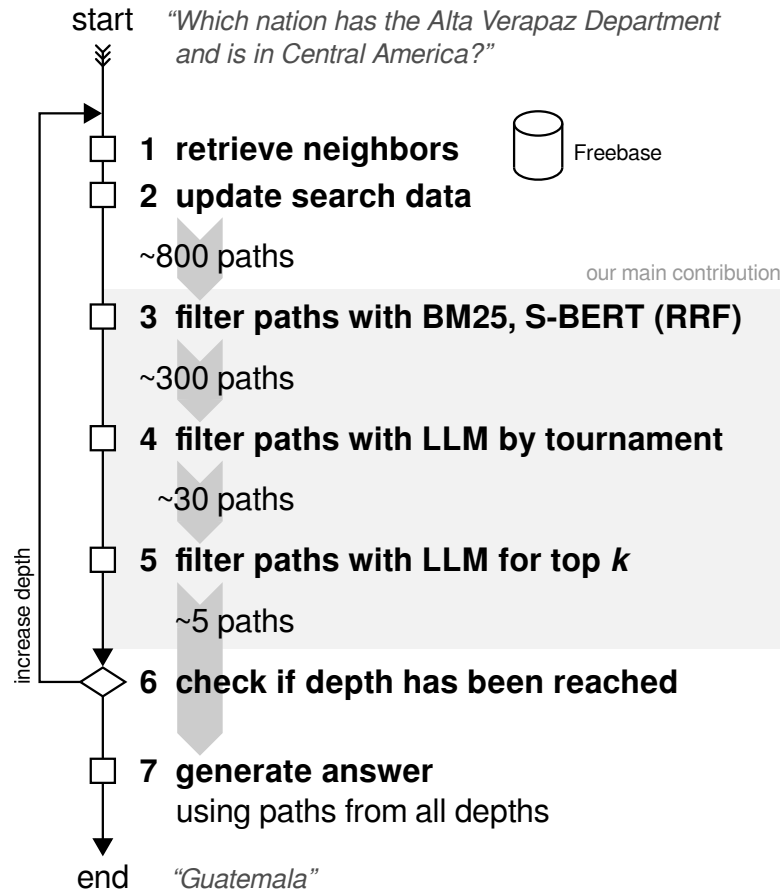 start
“Which nation has the Alta Verapaz Department
and is in Central America?”
1 retrieve neighbors
Freebase
2 update search data
~800 paths
our main contribution
3 filter paths with BM25, S-BERT (RRF)
~300 paths
4 filter paths with LLM by tournament
~30 paths
5 filter paths with LLM for top k
~5 paths
increase depth
6 check if depth has been reached
7 generate answer
using paths from all depths
end
“Guatemala”